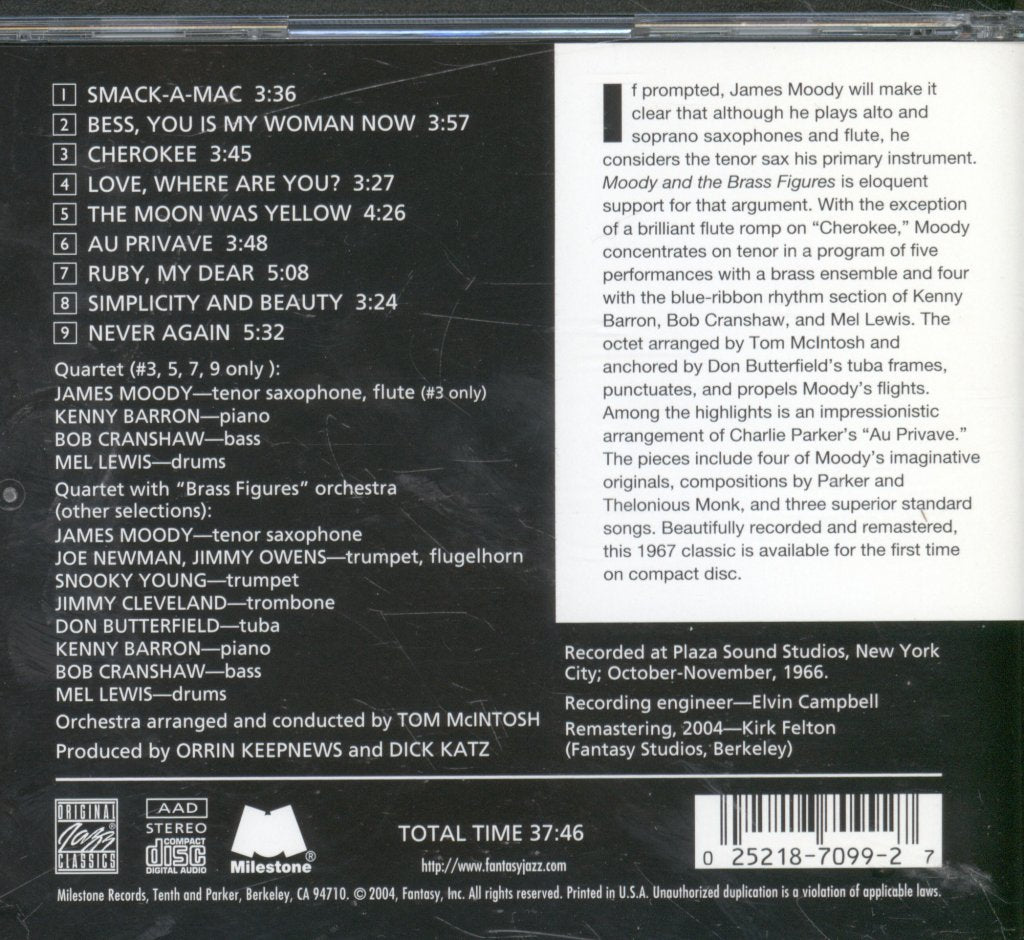 1 SMACK-A-MAC 3:36
2 BESS, YOU IS MY WOMAN NOW 3:57
3 CHEROKEE 3:45
4 LOVE, WHERE ARE YOU? 3:27
5 THE MOON WAS YELLOW 4:26
6 AU PRIVAVE 3:48
7 RUBY, MY DEAR 5:08
8 SIMPLICITY AND BEAUTY 3:24
9 NEVER AGAIN 5:32
Quartet (#3, 5, 7, 9 only ):
JAMES MOODY—tenor saxophone, flute (#3 only)
KENNY BARRON—piano
BOB CRANSHAW—bass
MEL LEWIS—drums
Quartet with "Brass Figures" orchestra
(other selections):
JAMES MOODY—tenor saxophone
JOE NEWMAN, JIMMY OWENS—trumpet, flugelhorn
SNOOKY YOUNG—trumpet
JIMMY CLEVELAND—trombone
DON BUTTERFIELD—tuba
KENNY BARRON—piano
BOB CRANSHAW—bass
MEL LEWIS—drums
Orchestra arranged and conducted by TOM McINTOSH
Produced by ORRIN KEEPNEWS and DICK KATZ
If prompted, James Moody will make it
clear that although he plays alto and
soprano saxophones and flute, he
considers the tenor sax his primary instrument.
Moody and the Brass Figures is eloquent
support for that argument. With the exception
of a brilliant flute romp on "Cherokee," Moody
concentrates on tenor in a program of five
performances with a brass ensemble and four
with the blue-ribbon rhythm section of Kenny
Barron, Bob Cranshaw, and Mel Lewis. The
octet arranged by Tom McIntosh and
anchored by Don Butterfield's tuba frames,
punctuates, and propels Moody's flights.
Among the highlights is an impressionistic
arrangement of Charlie Parker's "Au Privave."
The pieces include four of Moody's imaginative
originals, compositions by Parker and
Thelonious Monk, and three superior standard
songs. Beautifully recorded and remastered,
this 1967 classic is available for the first time
on compact disc.
Recorded at Plaza Sound Studios, New York
City; October-November, 1966.
Recording engineer—Elvin Campbell
Remastering, 2004—Kirk Felton
(Fantasy Studios, Berkeley)
ORIGINAL
Jazz®
CLASSICS
AAD
STEREO
COMPACT
disc
DIGITAL AUDIO
M
Milestone®
TOTAL TIME 37:46
http://www.fantasyjazz.com
0 25218-7099-2 7
Milestone Records, Tenth and Parker, Berkeley, CA 94710. © 2004, Fantasy, Inc. All rights reserved. Printed in U.S.A. Unauthorized duplication is a violation of applicable laws.